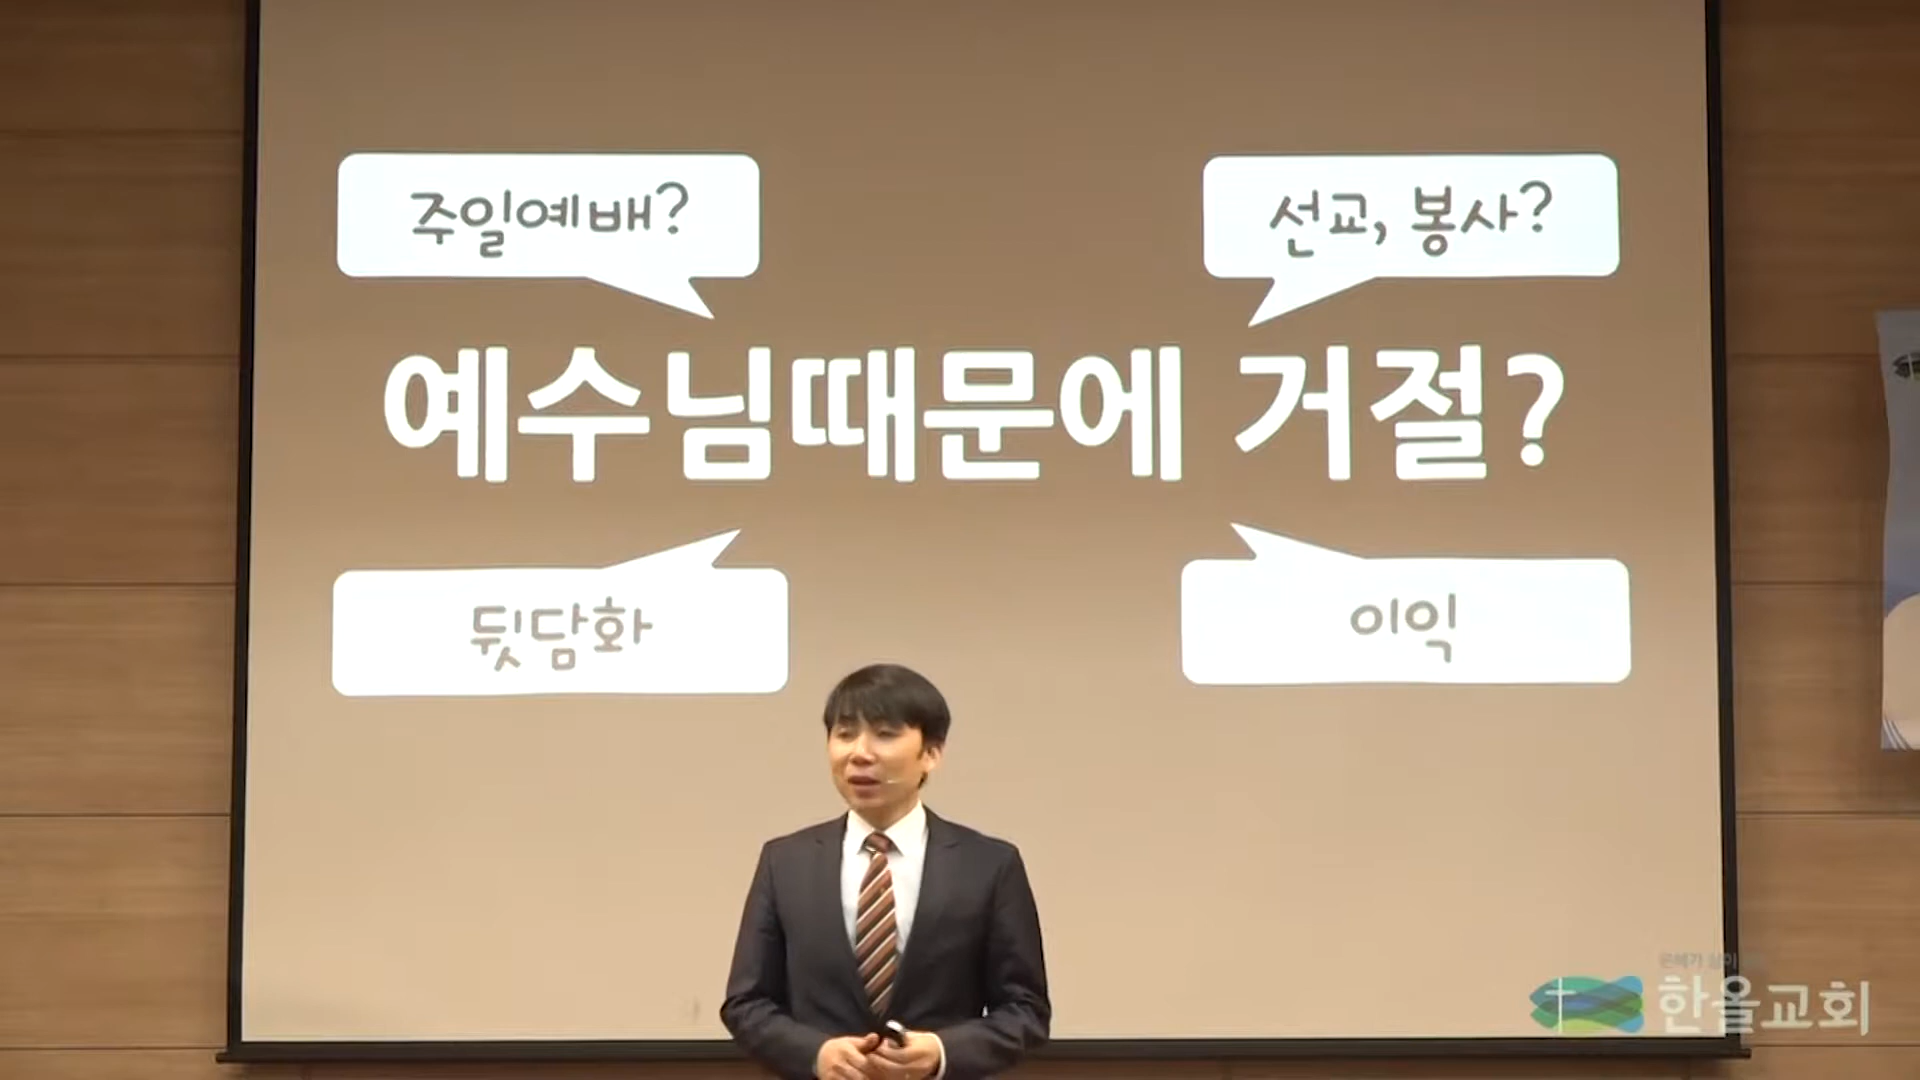 주일예배?
선교, 봉사?
예수님때문에 거절?
뒷담화
이익
한울교회